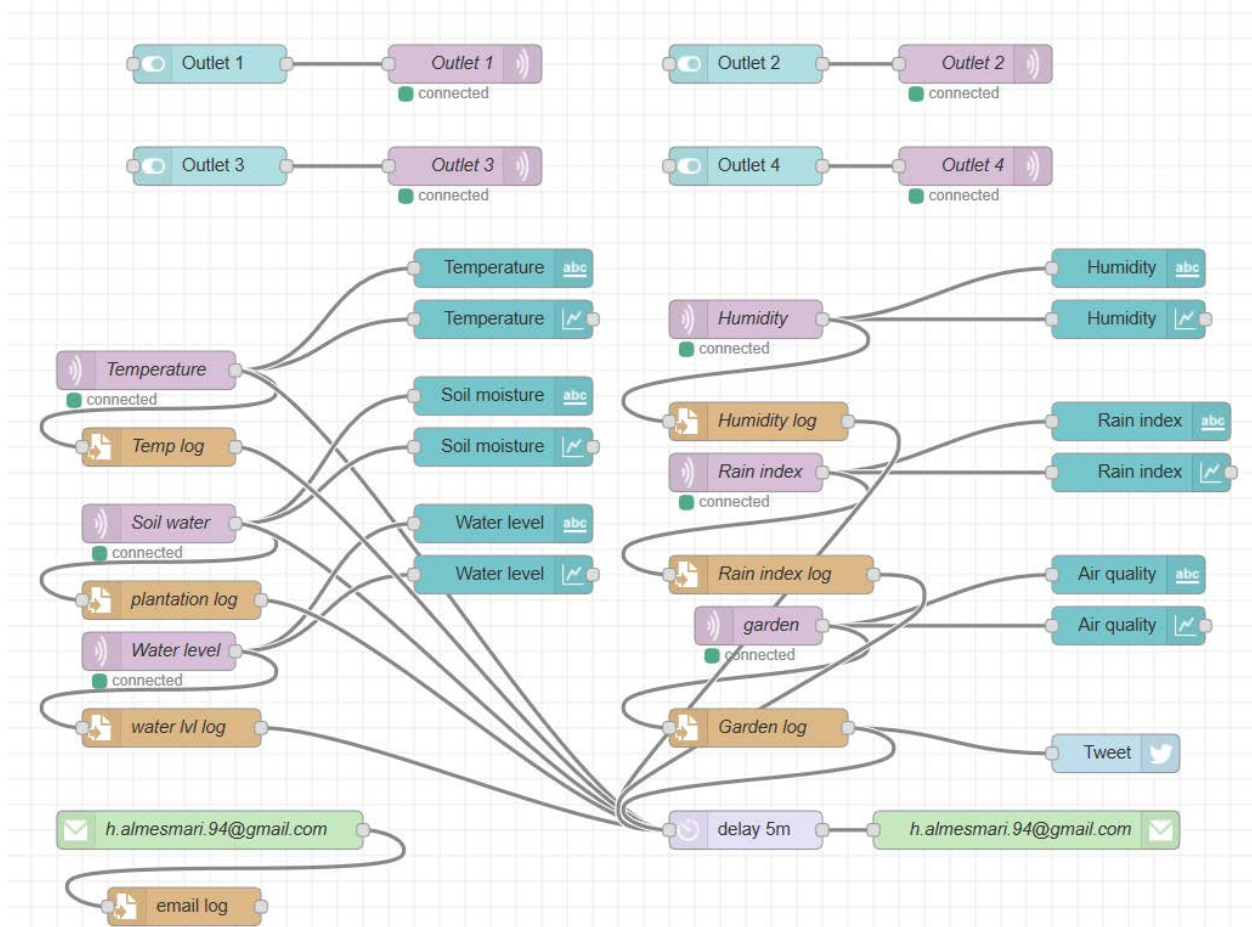 Outlet 1
Outlet 1
connected
Outlet 2
Outlet 2
connected
Outlet 3
Outlet 3
connected
Outlet 4
Outlet 4
connected
Temperature abc
Temperature
Temperature
connected
Temp log
Soil moisture abc
Soil moisture
Soil water
connected
plantation log
Water level abc
Water level
Water level
connected
water lvl log
h.almesmari.94@gmail.com
email log
Humidity abc
Humidity
Humidity
connected
Humidity log
Rain index abc
Rain index
Rain index
connected
Rain index log
Air quality abc
garden
Air quality
connected
Garden log
Tweet
delay 5m
h.almesmari.94@gmail.com